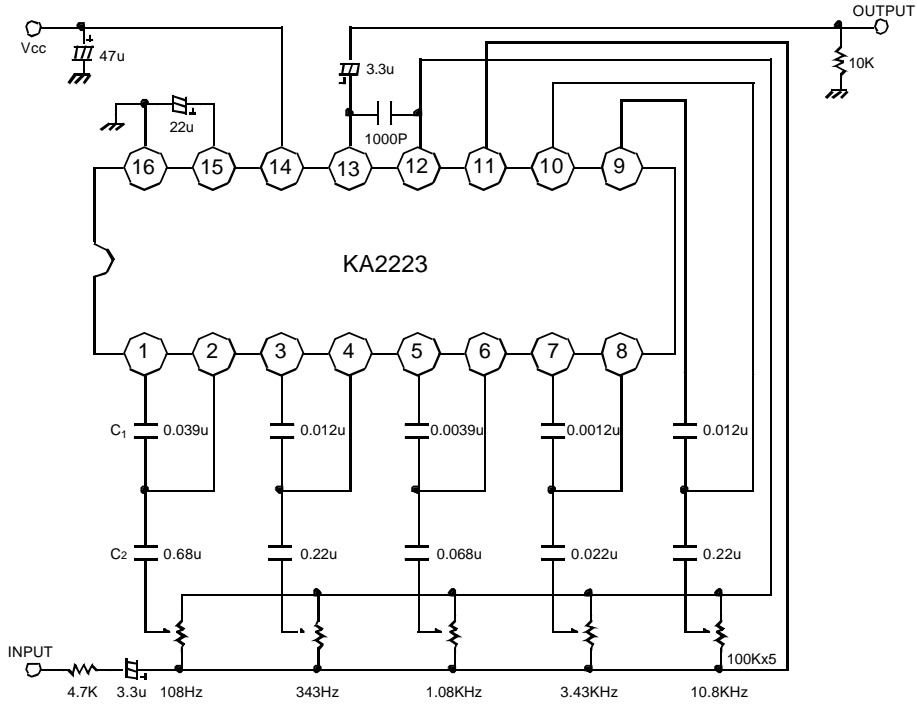 OUTPUT
Vcc
47u
3.3u
10K
22u
1000P
16 15 14 13 12 11 10 9
KA2223
1 2 3 4 5 6 7 8
C1 0.039u 0.012u 0.0039u 0.0012u 0.012u
C2 0.68u 0.22u 0.068u 0.022u 0.22u
INPUT
100Kx5
4.7K 3.3u 108Hz 343Hz 1.08KHz 3.43KHz 10.8KHz